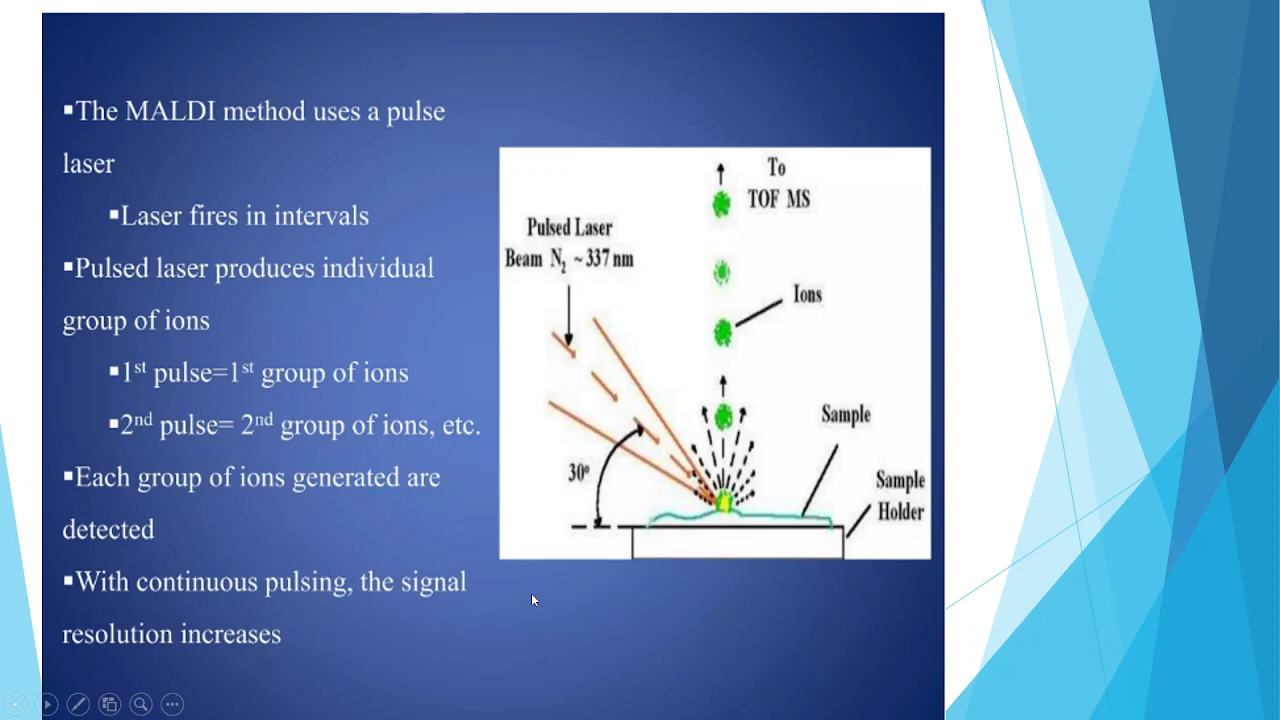 ▪The MALDI method uses a pulse
laser
▪Laser fires in intervals
▪Pulsed laser produces individual
group of ions
▪1st pulse=1st group of ions
▪2nd pulse= 2nd group of ions, etc.
▪Each group of ions generated are
detected
▪With continuous pulsing, the signal
resolution increases
To
TOF MS
Pulsed Laser
Beam N2 ~337 nm
Ions
Sample
30o
Sample
Holder